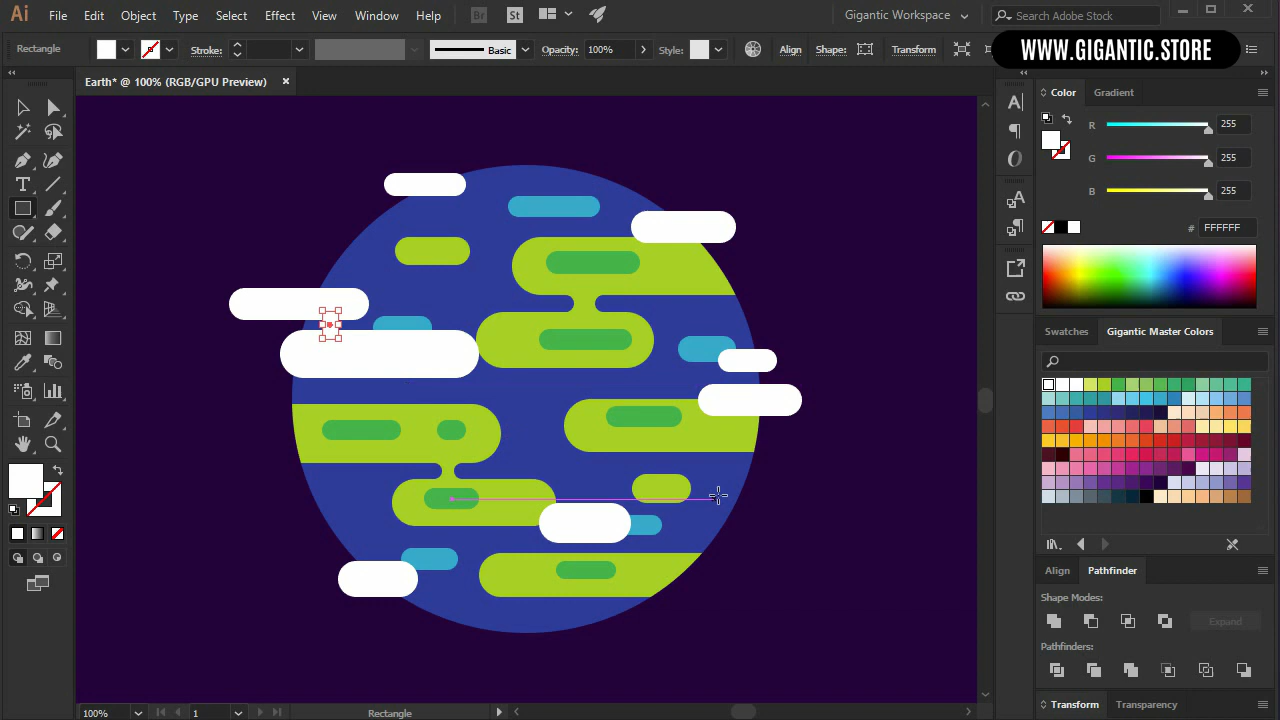 Ai File Edit Object Type Select Effect View Window Help Br St Gigantic Workspace Search Adobe Stock
Rectangle Stroke: Basic Opacity: 100% Style: Align Shape: Transform
WWW.GIGANTIC.STORE
Earth* @ 100% (RGB/GPU Preview) ×
Color Gradient
R 255
G 255
B 255
# FFFFFF
Swatches Gigantic Master Colors
Align Pathfinder
Shape Modes:
Expand
Pathfinders:
Transform Transparency
100% 1 Rectangle